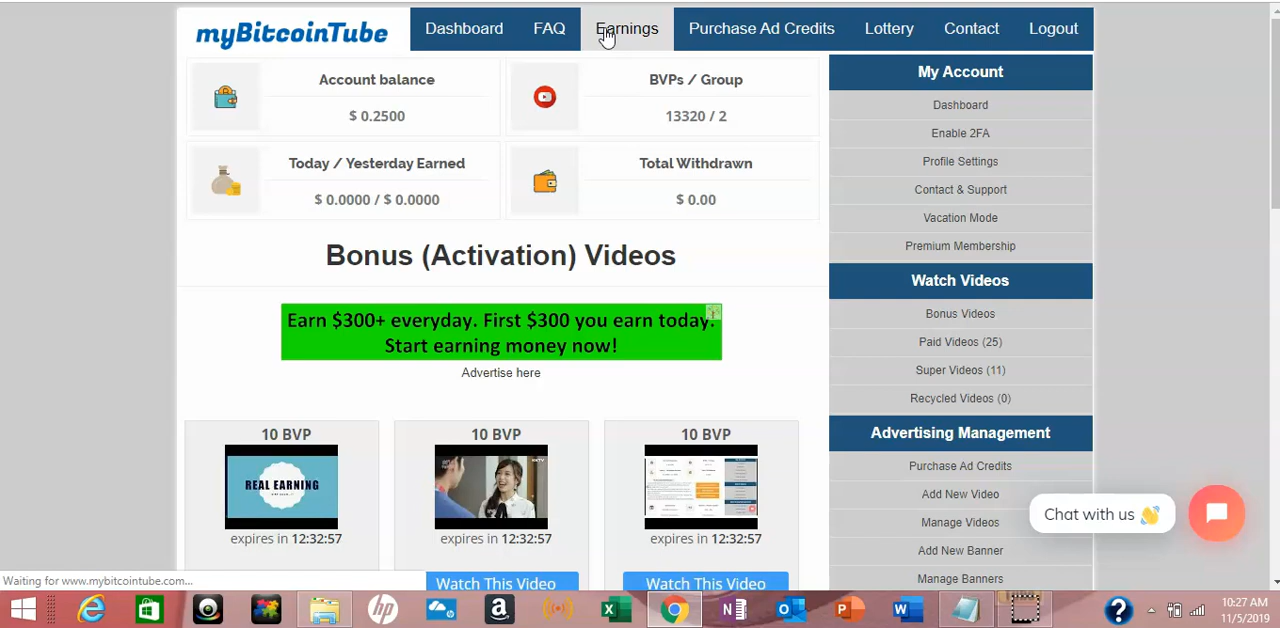 myBitcoinTube
Dashboard
FAQ
Earnings
Purchase Ad Credits
Lottery
Contact
Logout
Account balance
$ 0.2500
BVPs / Group
13320 / 2
Today / Yesterday Earned
$ 0.0000 / $ 0.0000
Total Withdrawn
$ 0.00
Bonus (Activation) Videos
Earn $300+ everyday. First $300 you earn today.
Start earning money now!
Advertise here
10 BVP
REAL EARNING
expires in 12:32:57
10 BVP
expires in 12:32:57
Watch This Video
10 BVP
expires in 12:32:57
Watch This Video
My Account
Dashboard
Enable 2FA
Profile Settings
Contact & Support
Vacation Mode
Premium Membership
Watch Videos
Bonus Videos
Paid Videos (25)
Super Videos (11)
Recycled Videos (0)
Advertising Management
Purchase Ad Credits
Add New Video
Manage Videos
Add New Banner
Manage Banners
Chat with us 👋
Waiting for www.mybitcointube.com...
10:27 AM
11/5/2019